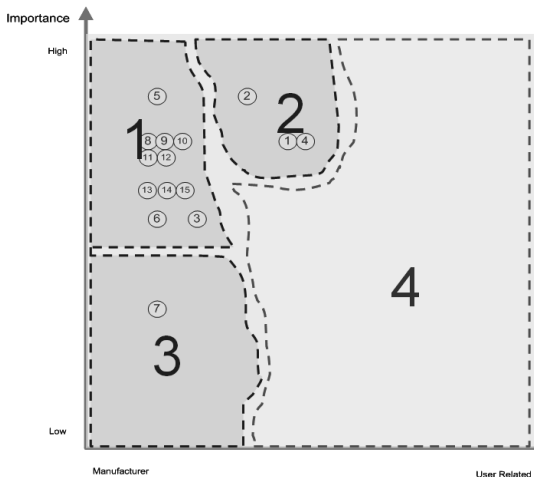 Importance
High
5
2
1
2
8 9 10
1 4
11 12
13 14 15
6 3
4
7
3
Low
Manufacturer
User Related